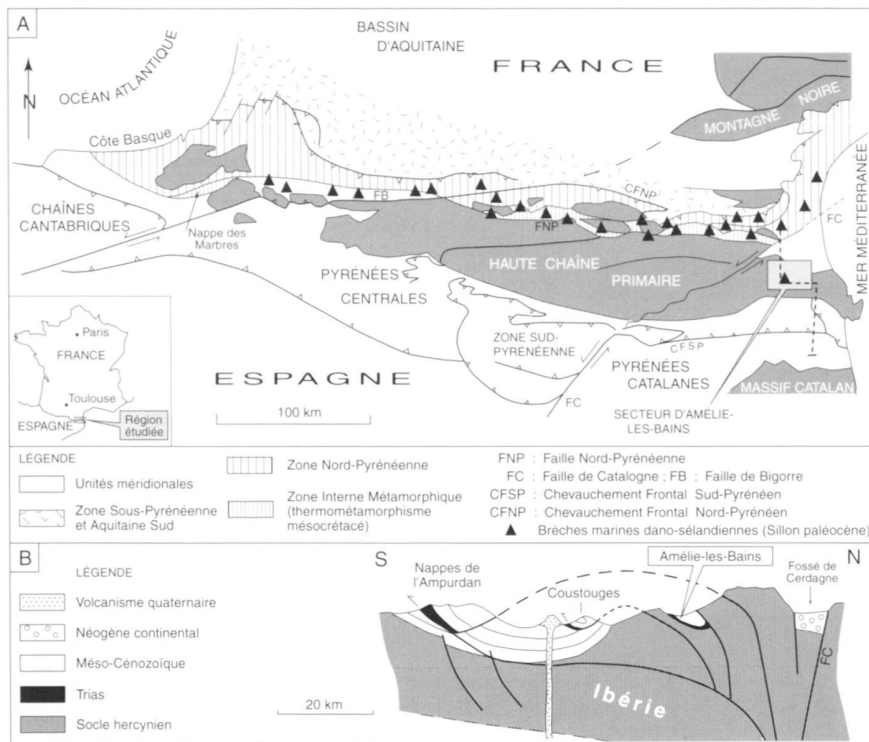 A
BASSIN
D'AQUITAINE
FRANCE
OCÉAN ATLANTIQUE
N
MONTAGNE NOIRE
Côte Basque
CFNP
FB
FNP
FC
MER MÉDITERRANÉE
CHAÎNES
CANTABRIQUES
Nappe des
Marbres
HAUTE CHAÎNE
PRIMAIRE
PYRÉNÉES
CENTRALES
ZONE SUD-
PYRÉNÉENNE
CFSP
PYRÉNÉES
CATALANES
FC
MASSIF CATALAN
ESPAGNE
100 km
SECTEUR D'AMÉLIE-
LES-BAINS
Paris
FRANCE
Toulouse
ESPAGNE
Région
étudiée
LÉGENDE
Unités méridionales
Zone Sous-Pyrénéenne
et Aquitaine Sud
Zone Nord-Pyrénéenne
Zone Interne Métamorphique
(thermométamorphisme
mésocrétacé)
FNP : Faille Nord-Pyrénéenne
FC : Faille de Catalogne ; FB : Faille de Bigorre
CFSP : Chevauchement Frontal Sud-Pyrénéen
CFNP : Chevauchement Frontal Nord-Pyrénéen
Brèches marines dano-sélandiennes (Sillon paléocène)
B
LÉGENDE
Volcanisme quaternaire
Néogène continental
Méso-Cénozoïque
Trias
Socle hercynien
20 km
S
N
Nappes de
l'Ampurdan
Coustouges
Amélie-les-Bains
Fossé de
Cerdagne
FC
Ibérie